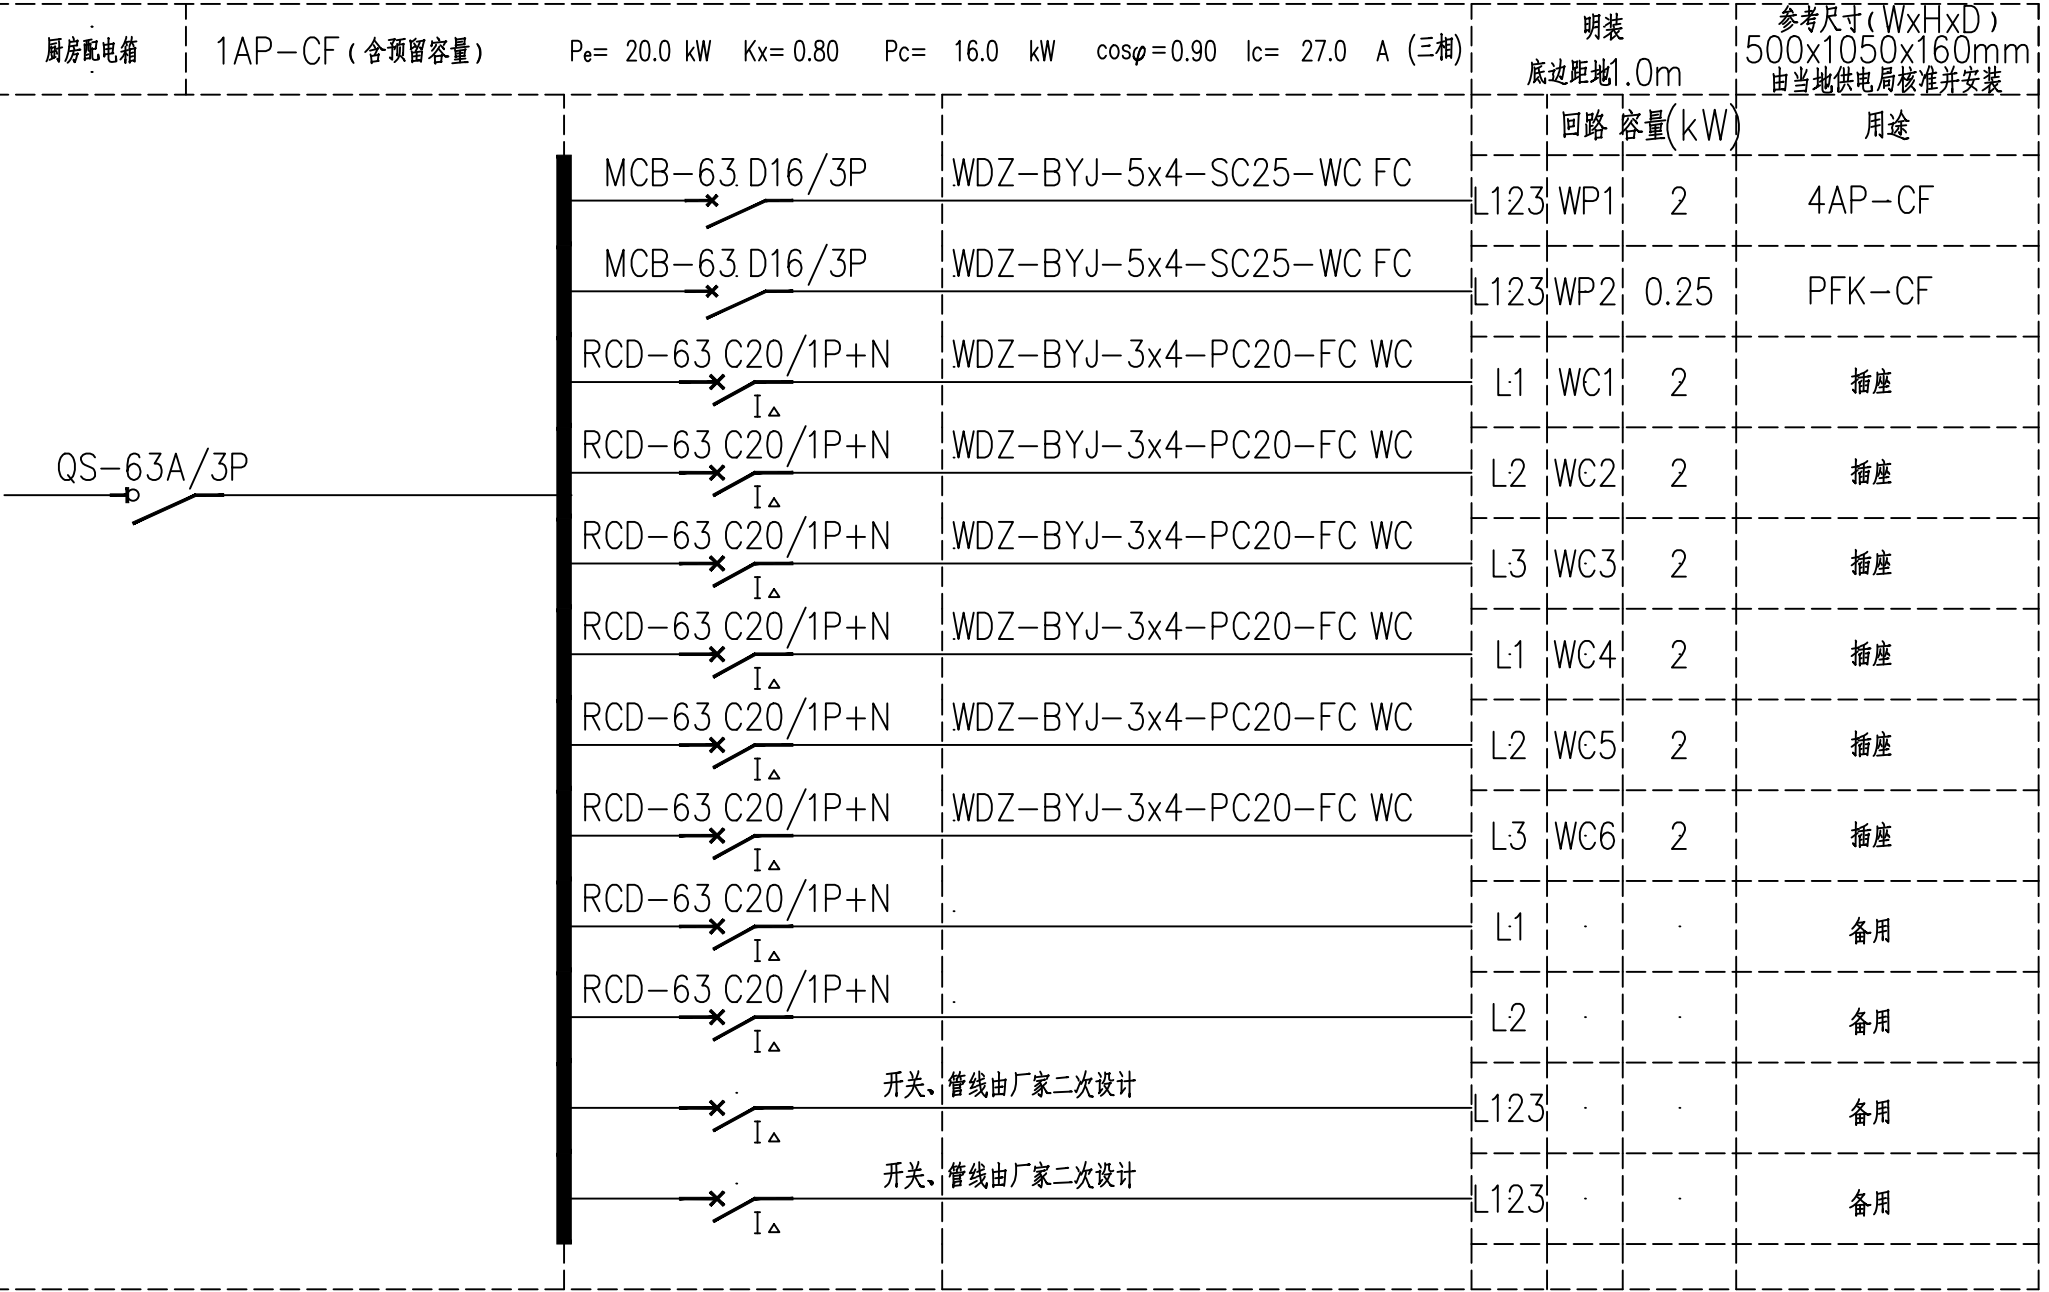 厨房配电箱
1AP-CF(含预留容量)
Pe= 20.0 kW Kx= 0.80 Pc= 16.0 kW cosφ=0.90 Ic= 27.0 A (三相)
明装
底边距地1.0m
参考尺寸(WxHxD)
500x1050x160mm
由当地供电局核准并安装
回路 容量(kW) 用途
MCB-63 D16/3P WDZ-BYJ-5x4-SC25-WC FC L123 WP1 2 4AP-CF
MCB-63 D16/3P WDZ-BYJ-5x4-SC25-WC FC L123 WP2 0.25 PFK-CF
RCD-63 C20/1P+N WDZ-BYJ-3x4-PC20-FC WC L1 WC1 2 插座
I△
RCD-63 C20/1P+N WDZ-BYJ-3x4-PC20-FC WC L2 WC2 2 插座
I△
QS-63A/3P
RCD-63 C20/1P+N WDZ-BYJ-3x4-PC20-FC WC L3 WC3 2 插座
I△
RCD-63 C20/1P+N WDZ-BYJ-3x4-PC20-FC WC L1 WC4 2 插座
I△
RCD-63 C20/1P+N WDZ-BYJ-3x4-PC20-FC WC L2 WC5 2 插座
I△
RCD-63 C20/1P+N WDZ-BYJ-3x4-PC20-FC WC L3 WC6 2 插座
I△
RCD-63 C20/1P+N L1 备用
I△
RCD-63 C20/1P+N L2 备用
I△
开关、管线由厂家二次设计 L123 备用
I△
开关、管线由厂家二次设计 L123 备用
I△